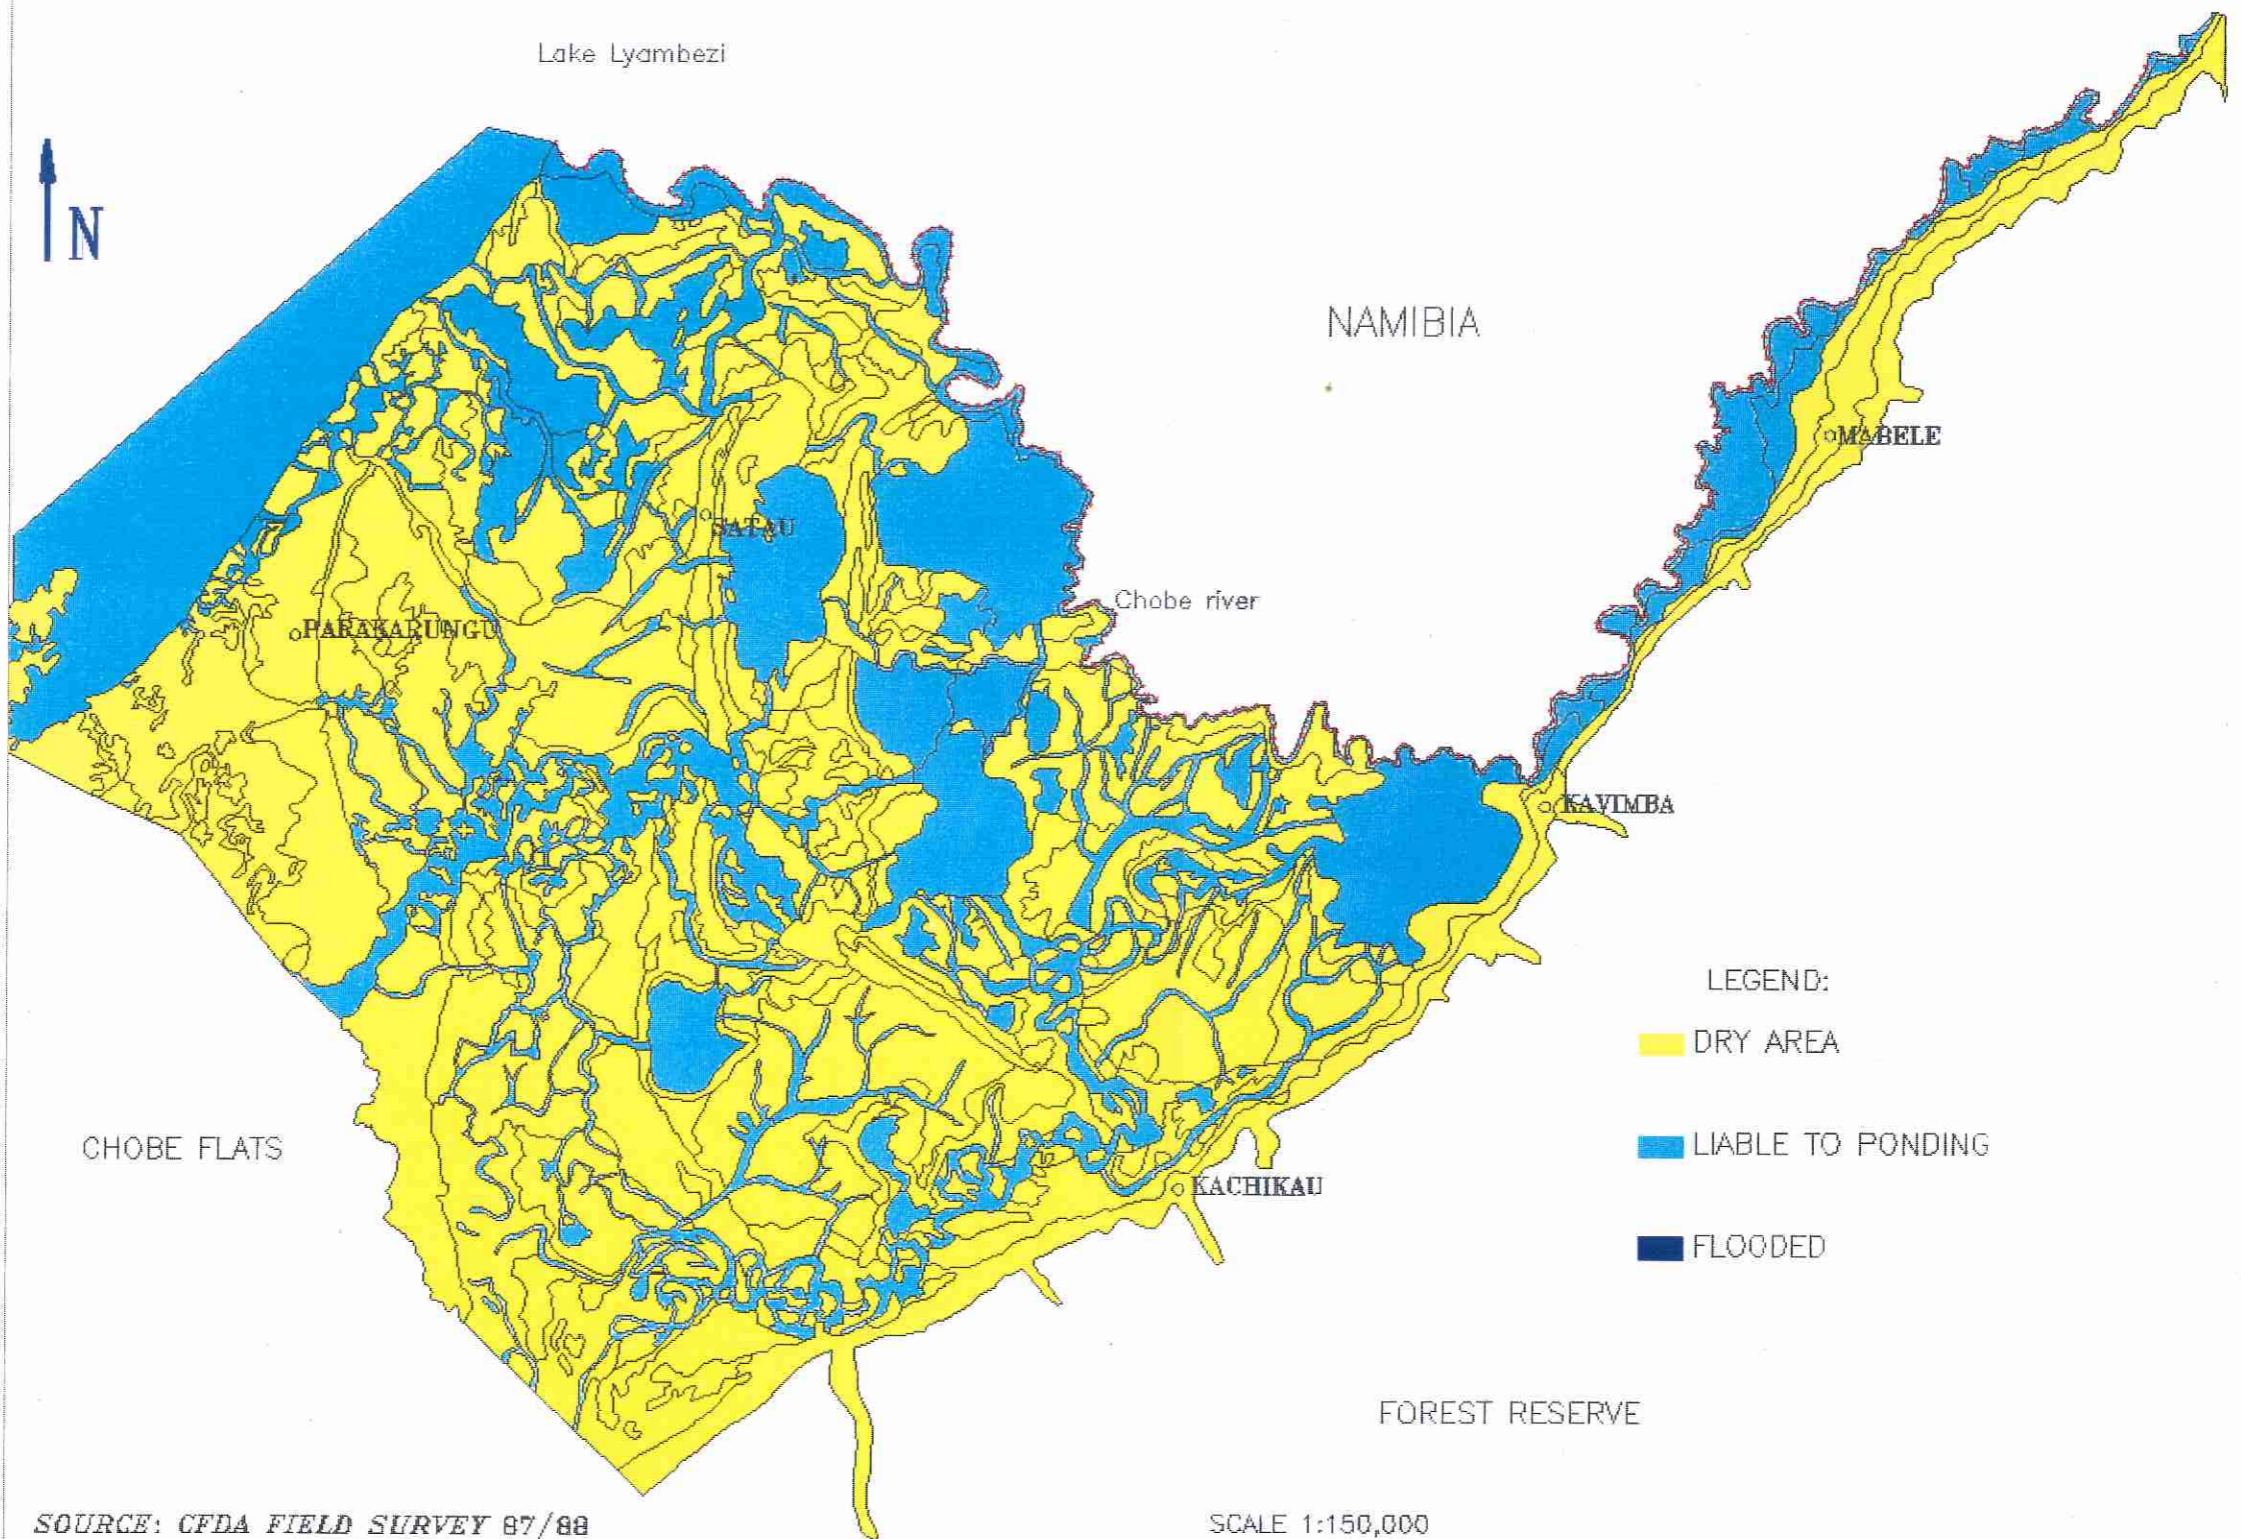 Lake Lyambezi
N
NAMIBIA
MABELE
SATAU
Chobe river
PARAKARUNGU
KAVIMBA
LEGEND:
DRY AREA
CHOBE FLATS
LIABLE TO PONDING
KACHIKAU
FLOODED
FOREST RESERVE
SOURCE: CFDA FIELD SURVEY 87/88
SCALE 1:150,000